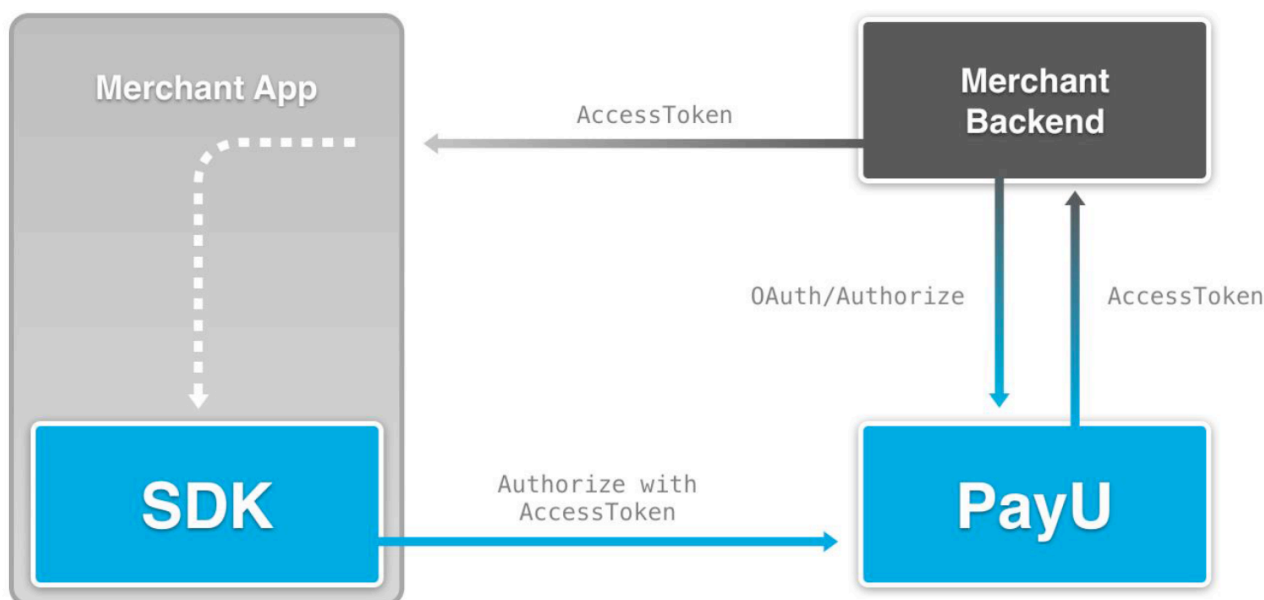 Merchant App
AccessToken
Merchant
Backend
OAuth/Authorize
AccessToken
SDK
Authorize with
AccessToken
PayU